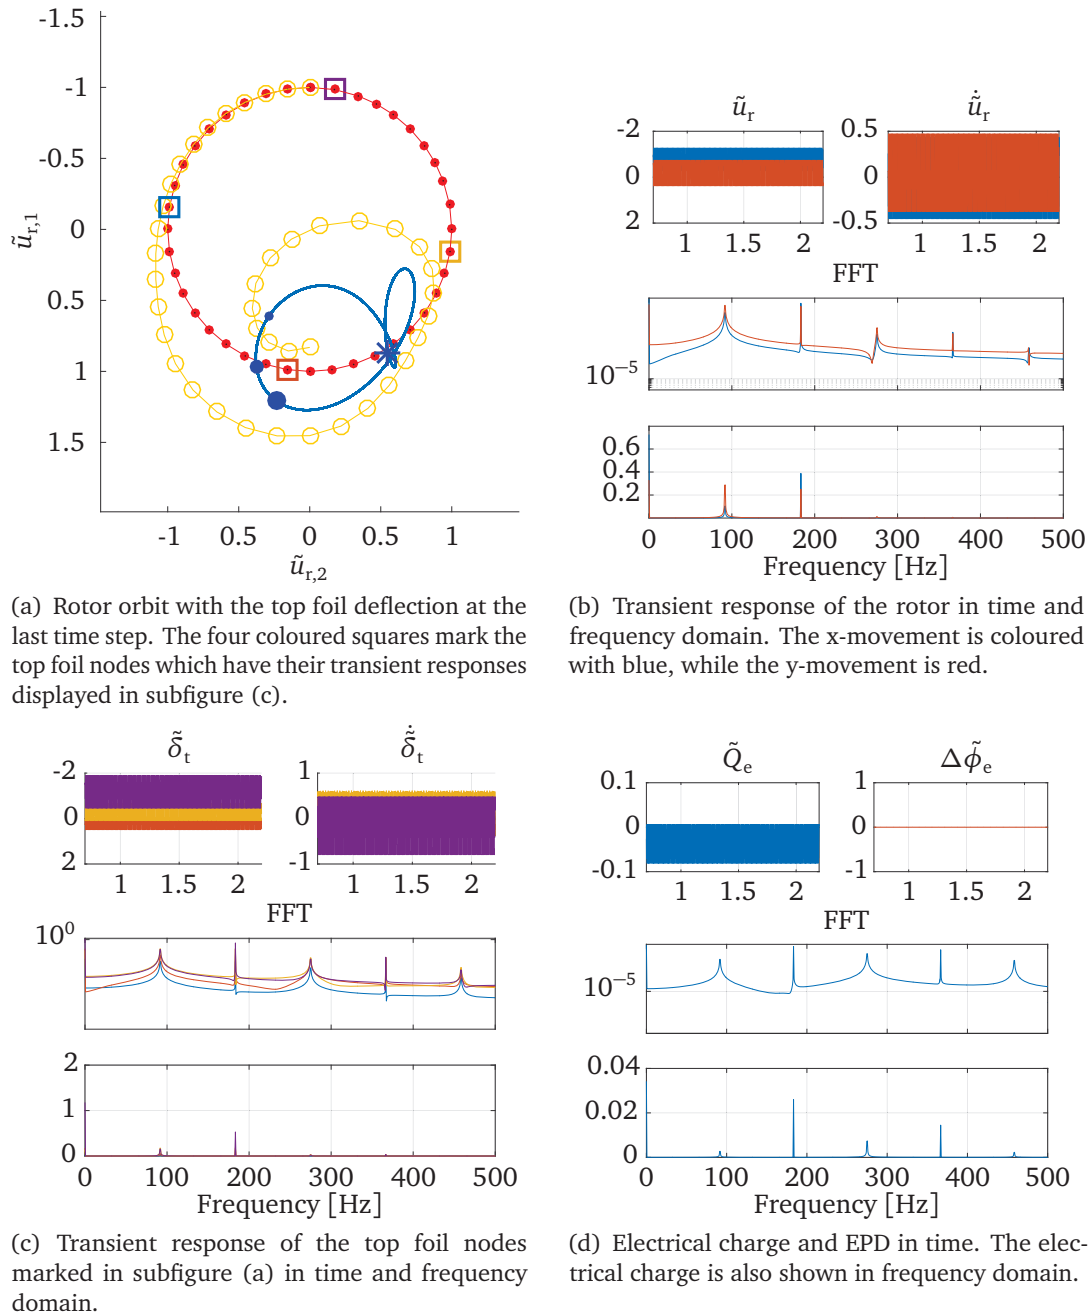 -1.5
-1
-0.5
0
0.5
1
1.5
ũr,1
-1 0.5 0 0.5 1
ũr,2
(a) Rotor orbit with the top foil deflection at the
last time step. The four coloured squares mark the
top foil nodes which have their transient responses
displayed in subfigure (c).
ũr
-2
0
2
1 1.5 2
ũ̇r
0.5
0
-0.5
1 1.5 2
FFT
10⁻⁵
0.8
0.4
0.2
0 100 200 300 400 500
Frequency [Hz]
(b) Transient response of the rotor in time and
frequency domain. The x-movement is coloured
with blue, while the y-movement is red.
δ̃t
-2
0
2
1 1.5 2
δ̃̇t
1
0
-1
1 1.5 2
FFT
10⁰
2
1
0
0 100 200 300 400 500
Frequency [Hz]
(c) Transient response of the top foil nodes
marked in subfigure (a) in time and frequency
domain.
Q̃e
0.1
0
-0.1
1 1.5 2
Δϕ̃e
1
0
-1
1 1.5 2
FFT
10⁻⁵
0.04
0.02
0
0 100 200 300 400 500
Frequency [Hz]
(d) Electrical charge and EPD in time. The elec-
trical charge is also shown in frequency domain.